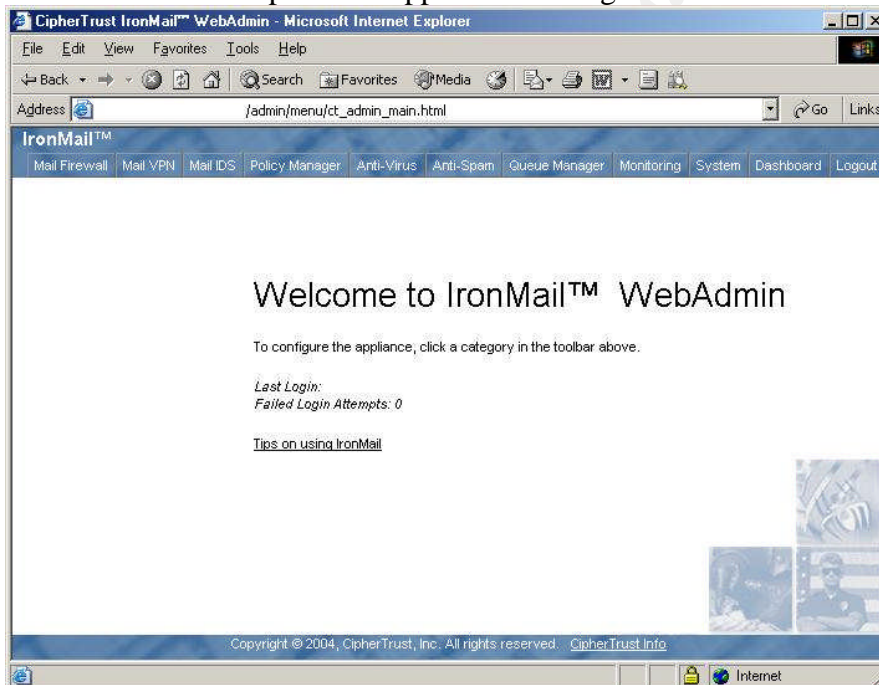 CipherTrust IronMail™ WebAdmin - Microsoft Internet Explorer
File Edit View Favorites Tools Help
Back Search Favorites Media
Address /admin/menu/ct_admin_main.html Go Links
IronMail™
Mail Firewall Mail VPN Mail IDS Policy Manager Anti-Virus Anti-Spam Queue Manager Monitoring System Dashboard Logout
Welcome to IronMail™ WebAdmin
To configure the appliance, click a category in the toolbar above.
Last Login:
Failed Login Attempts: 0
Tips on using IronMail
Copyright © 2004, CipherTrust, Inc. All rights reserved. CipherTrust Info
Internet